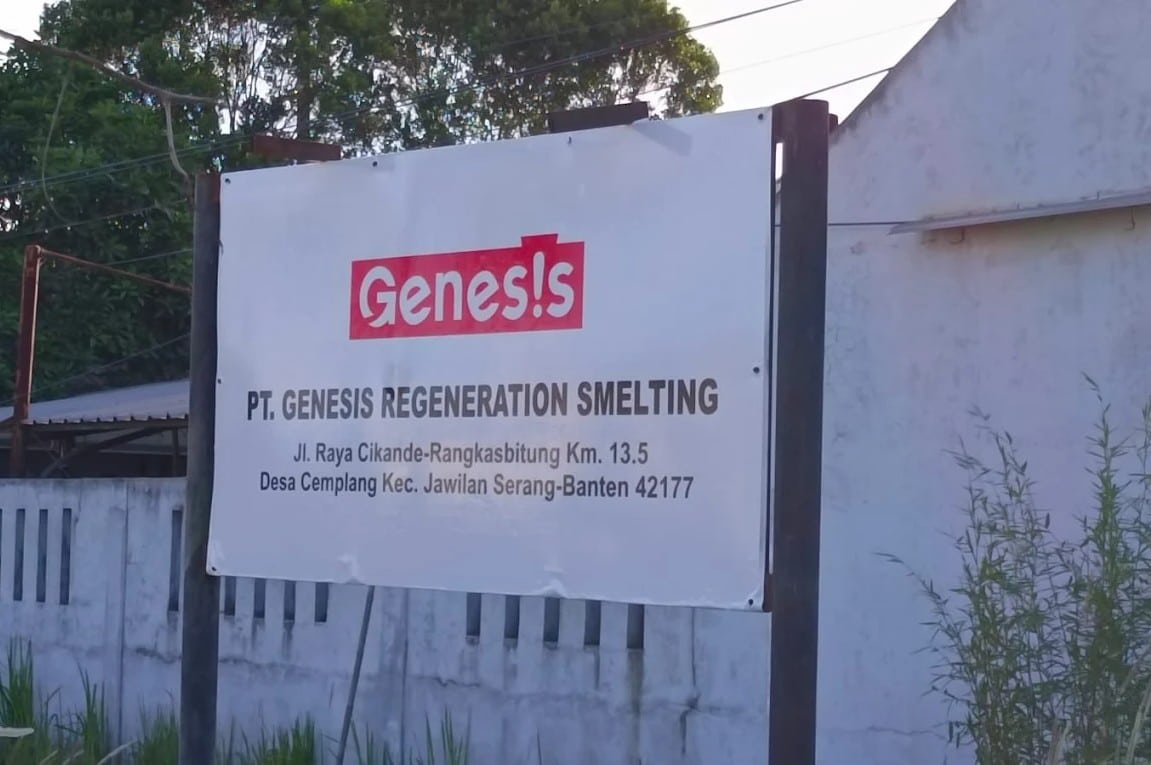 Genes!s
PT. GENESIS REGENERATION SMELTING
Jl. Raya Cikande-Rangkasbitung Km. 13.5
Desa Cemplang Kec. Jawilan Serang-Banten 42177